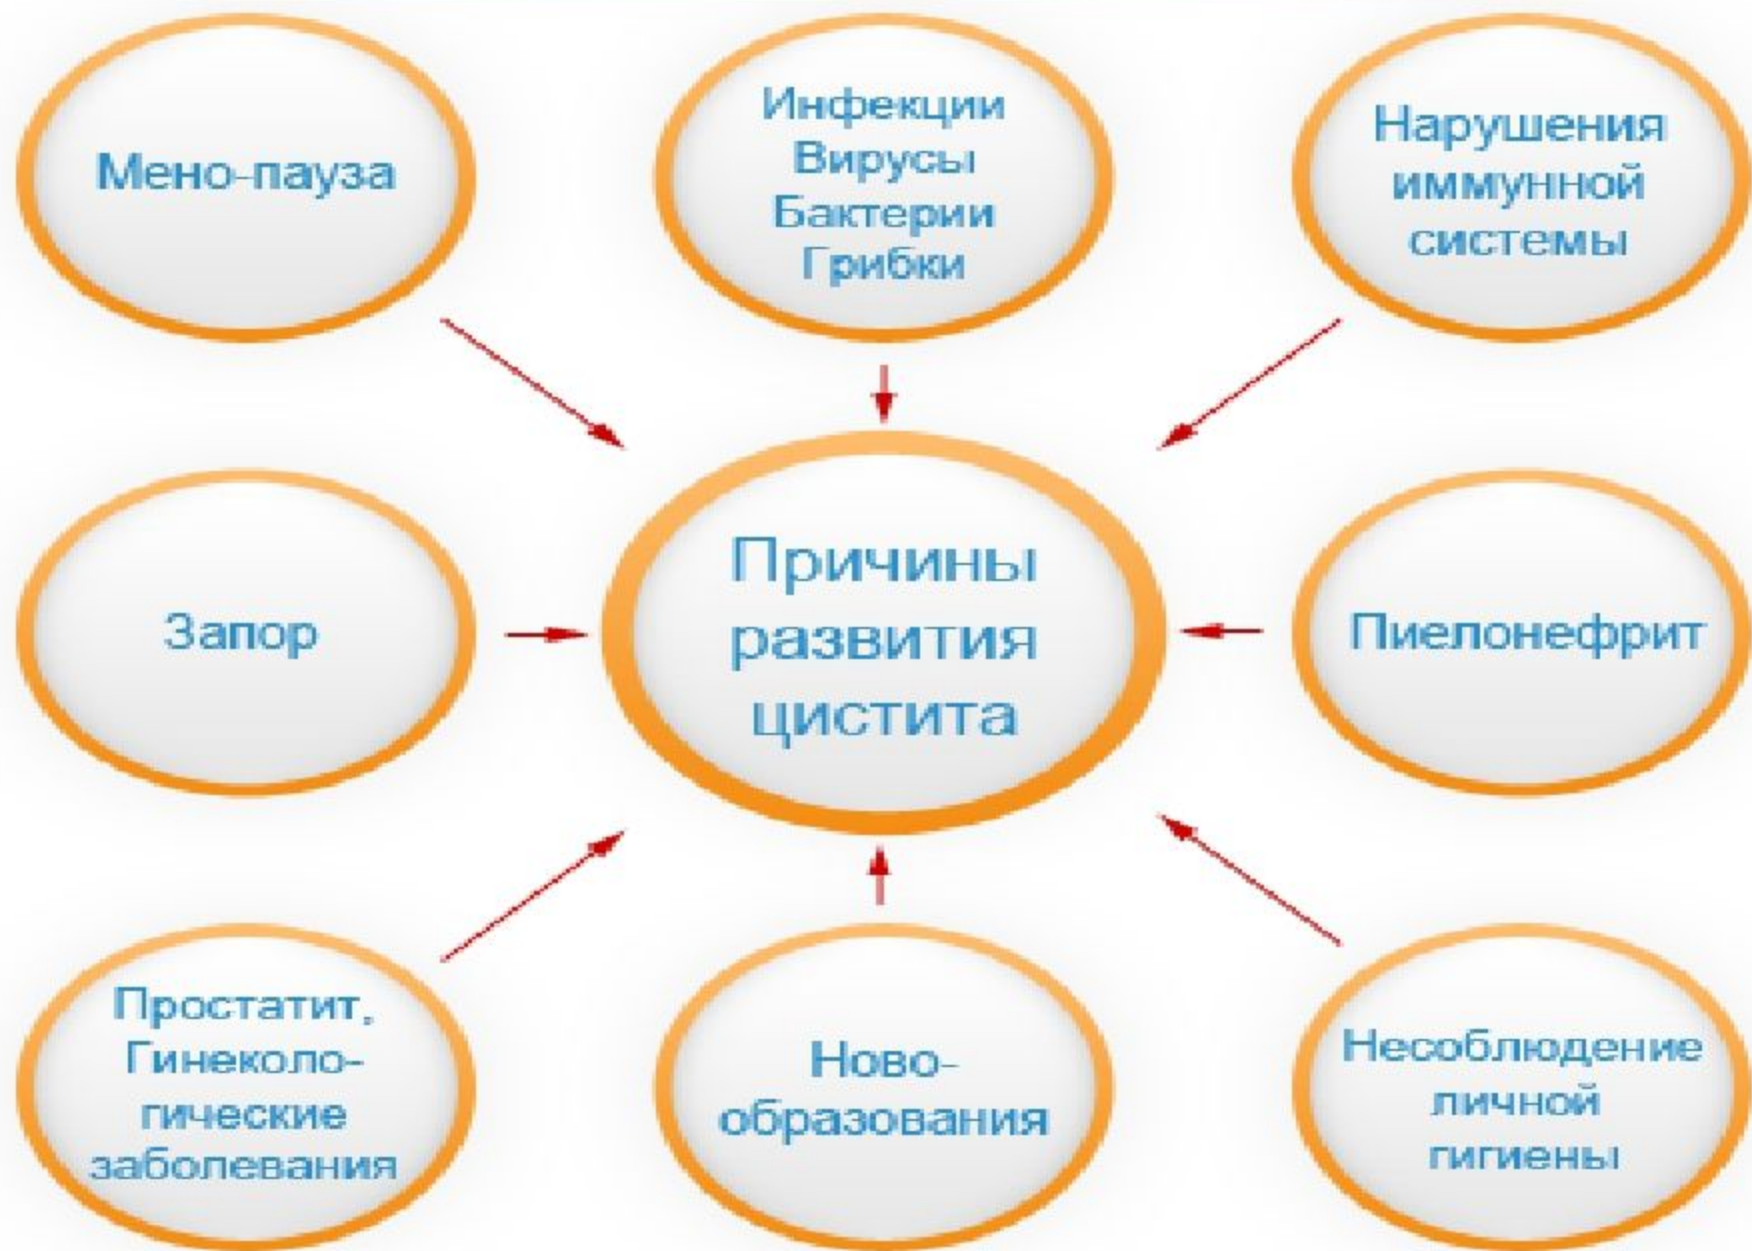 Мено-пауза
Инфекции
Вирусы
Бактерии
Грибки
Нарушения
иммунной
системы
Запор
Причины
развития
цистита
Пиелонефрит
Простатит,
Гинеколо-
гические
заболевания
Ново-
образования
Несоблюдение
личной
гигиены